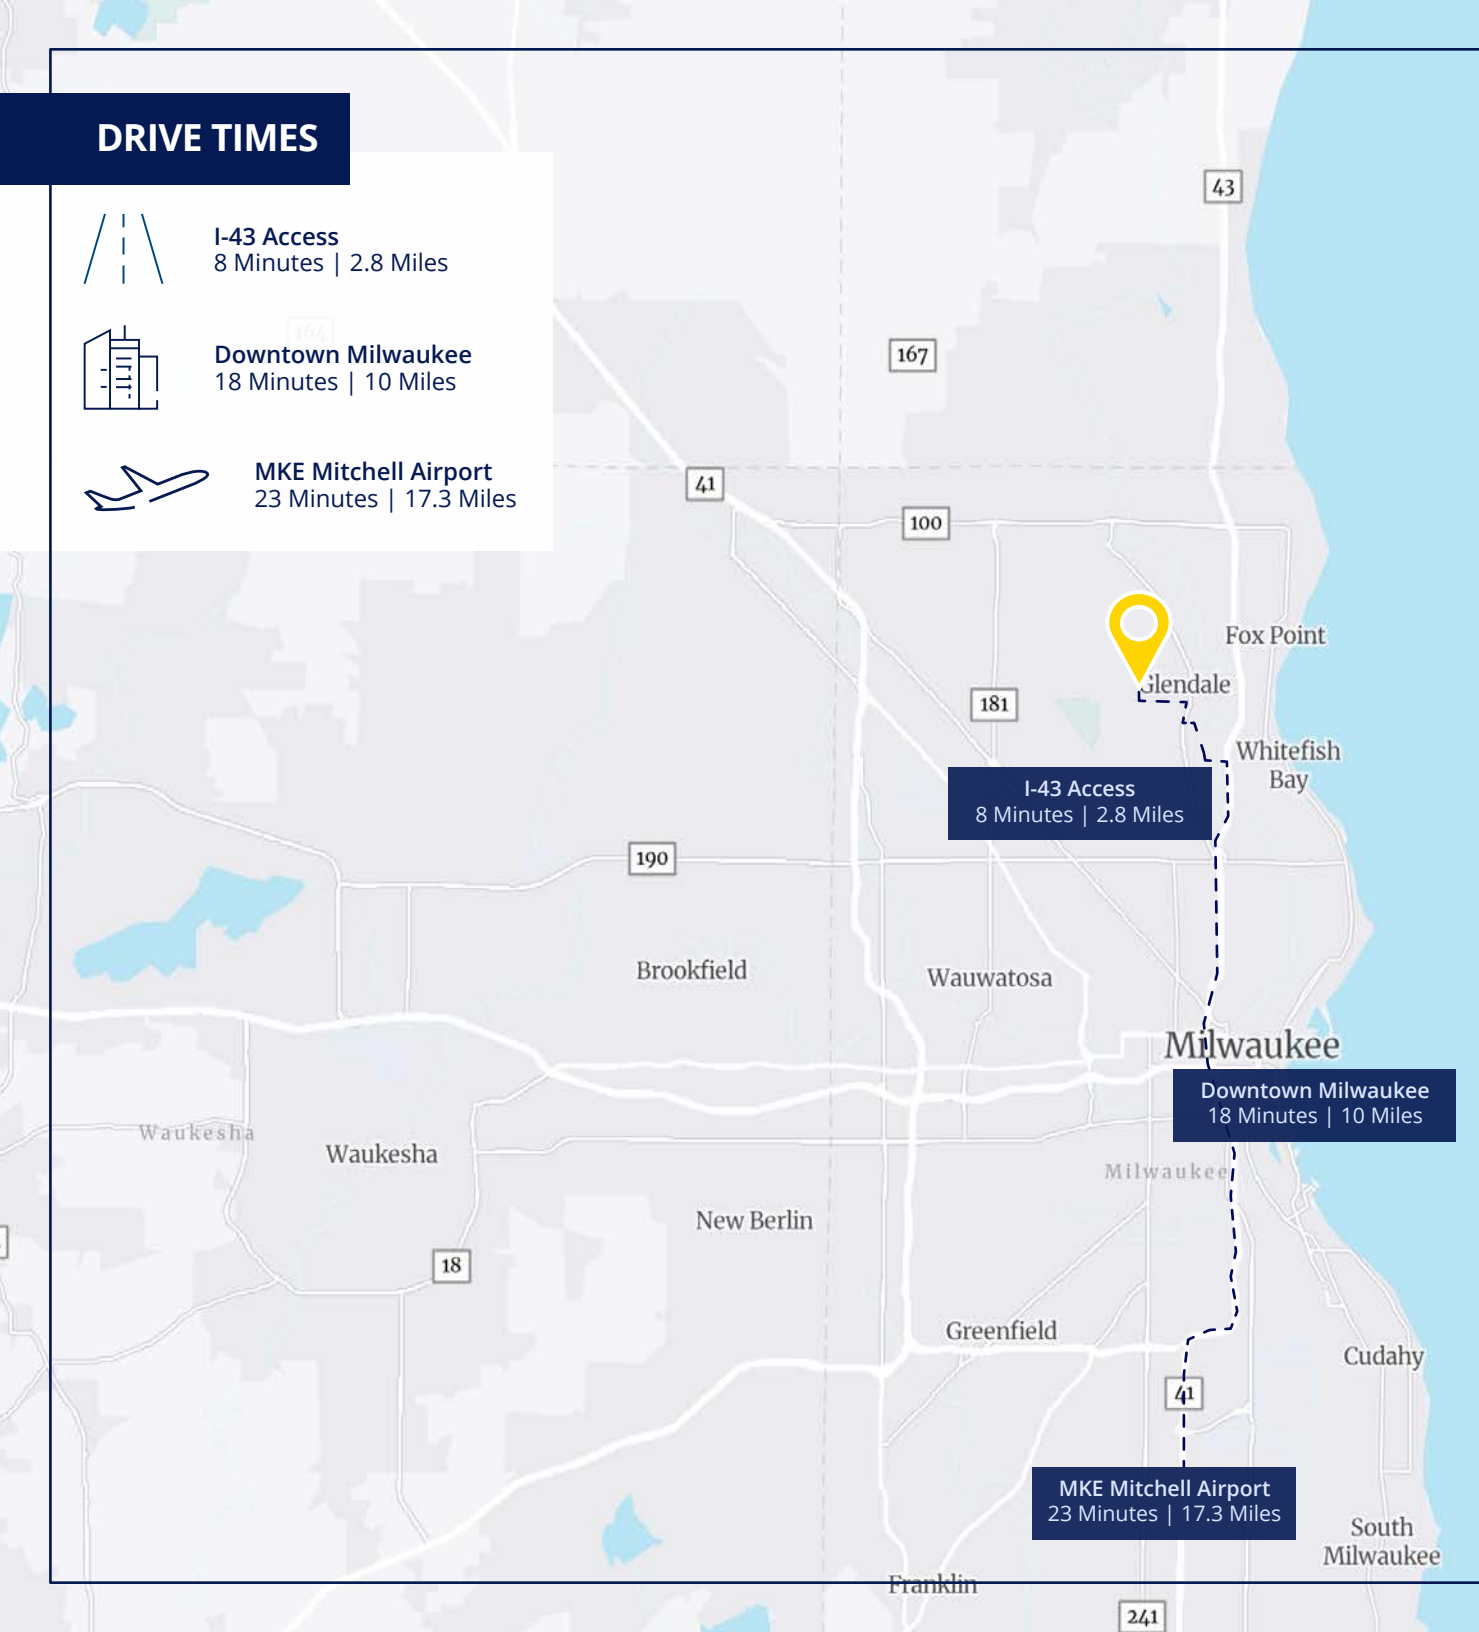 DRIVE TIMES
I-43 Access
8 Minutes | 2.8 Miles
164
Downtown Milwaukee
18 Minutes | 10 Miles
MKE Mitchell Airport
23 Minutes | 17.3 Miles
43
167
41
100
Fox Point
Glendale
181
Whitefish
Bay
I-43 Access
8 Minutes | 2.8 Miles
190
Brookfield
Wauwatosa
Milwaukee
Downtown Milwaukee
18 Minutes | 10 Miles
Waukesha
Waukesha
Milwaukee
New Berlin
18
Greenfield
Cudahy
41
MKE Mitchell Airport
23 Minutes | 17.3 Miles
South
Milwaukee
Franklin
241